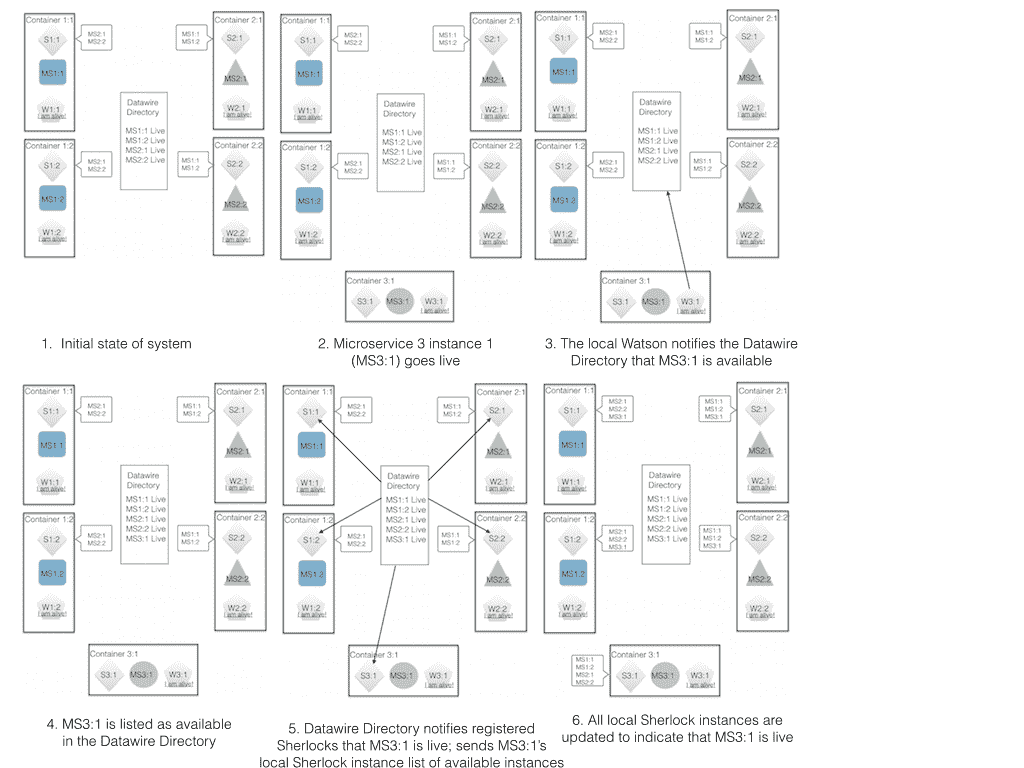 Container 1:1
S1:1
MS2:1
MS2:2
MS1:1
W1:1
I am alive!
Container 1:2
S1:2
MS2:1
MS2:2
MS1:2
W1:2
I am alive!
Datawire
Directory
MS1:1 Live
MS1:2 Live
MS2:1 Live
MS2:2 Live
Container 2:1
MS1:1
MS1:2
S2:1
MS2:1
W2:1
I am alive!
Container 2:2
MS1:1
MS1:2
S2:2
MS2:2
W2:2
I am alive!
1. Initial state of system
Container 1:1
S1:1
MS2:1
MS2:2
MS1:1
W1:1
I am alive!
Container 1:2
S1:2
MS2:1
MS2:2
MS1:2
W1:2
I am alive!
Datawire
Directory
MS1:1 Live
MS1:2 Live
MS2:1 Live
MS2:2 Live
Container 2:1
MS1:1
MS1:2
S2:1
MS2:1
W2:1
I am alive!
Container 2:2
MS1:1
MS1:2
S2:2
MS2:2
W2:2
I am alive!
Container 3:1
S3:1
MS3:1
W3:1
I am alive!
2. Microservice 3 instance 1
(MS3:1) goes live
Container 1:1
S1:1
MS2:1
MS2:2
MS1:1
W1:1
I am alive!
Container 1:2
S1:2
MS2:1
MS2:2
MS1:2
W1:2
I am alive!
Datawire
Directory
MS1:1 Live
MS1:2 Live
MS2:1 Live
MS2:2 Live
Container 2:1
MS1:1
MS1:2
S2:1
MS2:1
W2:1
I am alive!
Container 2:2
MS1:1
MS1:2
S2:2
MS2:2
W2:2
I am alive!
Container 3:1
S3:1
MS3:1
W3:1
I am alive!
3. The local Watson notifies the Datawire
Directory that MS3:1 is available
Container 1:1
S1:1
MS2:1
MS2:2
MS1:1
W1:1
I am alive!
Container 1:2
S1:2
MS2:1
MS2:2
MS1:2
W1:2
I am alive!
Datawire
Directory
MS1:1 Live
MS1:2 Live
MS2:1 Live
MS2:2 Live
MS3:1 Live
Container 2:1
MS1:1
MS1:2
S2:1
MS2:1
W2:1
I am alive!
Container 2:2
MS1:1
MS1:2
S2:2
MS2:2
W2:2
I am alive!
Container 3:1
S3:1
MS3:1
W3:1
I am alive!
4. MS3:1 is listed as available
in the Datawire Directory
Container 1:1
S1:1
MS2:1
MS2:2
MS1:1
W1:1
I am alive!
Container 1:2
S1:2
MS2:1
MS2:2
MS1:2
W1:2
I am alive!
Datawire
Directory
MS1:1 Live
MS1:2 Live
MS2:1 Live
MS2:2 Live
MS3:1 Live
Container 2:1
MS1:1
MS1:2
S2:1
MS2:1
W2:1
I am alive!
Container 2:2
MS1:1
MS1:2
S2:2
MS2:2
W2:2
I am alive!
Container 3:1
S3:1
MS3:1
W3:1
I am alive!
5. Datawire Directory notifies registered
Sherlocks that MS3:1 is live; sends MS3:1's
local Sherlock instance list of available instances
Container 1:1
S1:1
MS2:1
MS2:2
MS3:1
MS1:1
W1:1
I am alive!
Container 1:2
S1:2
MS2:1
MS2:2
MS3:1
MS1:2
W1:2
I am alive!
Datawire
Directory
MS1:1 Live
MS1:2 Live
MS2:1 Live
MS2:2 Live
MS3:1 Live
Container 2:1
MS1:1
MS1:2
MS3:1
S2:1
MS2:1
W2:1
I am alive!
Container 2:2
MS1:1
MS1:2
MS3:1
S2:2
MS2:2
W2:2
I am alive!
MS1:1
MS1:2
MS2:1
MS2:2
Container 3:1
S3:1
MS3:1
W3:1
I am alive!
6. All local Sherlock instances are
updated to indicate that MS3:1 is live